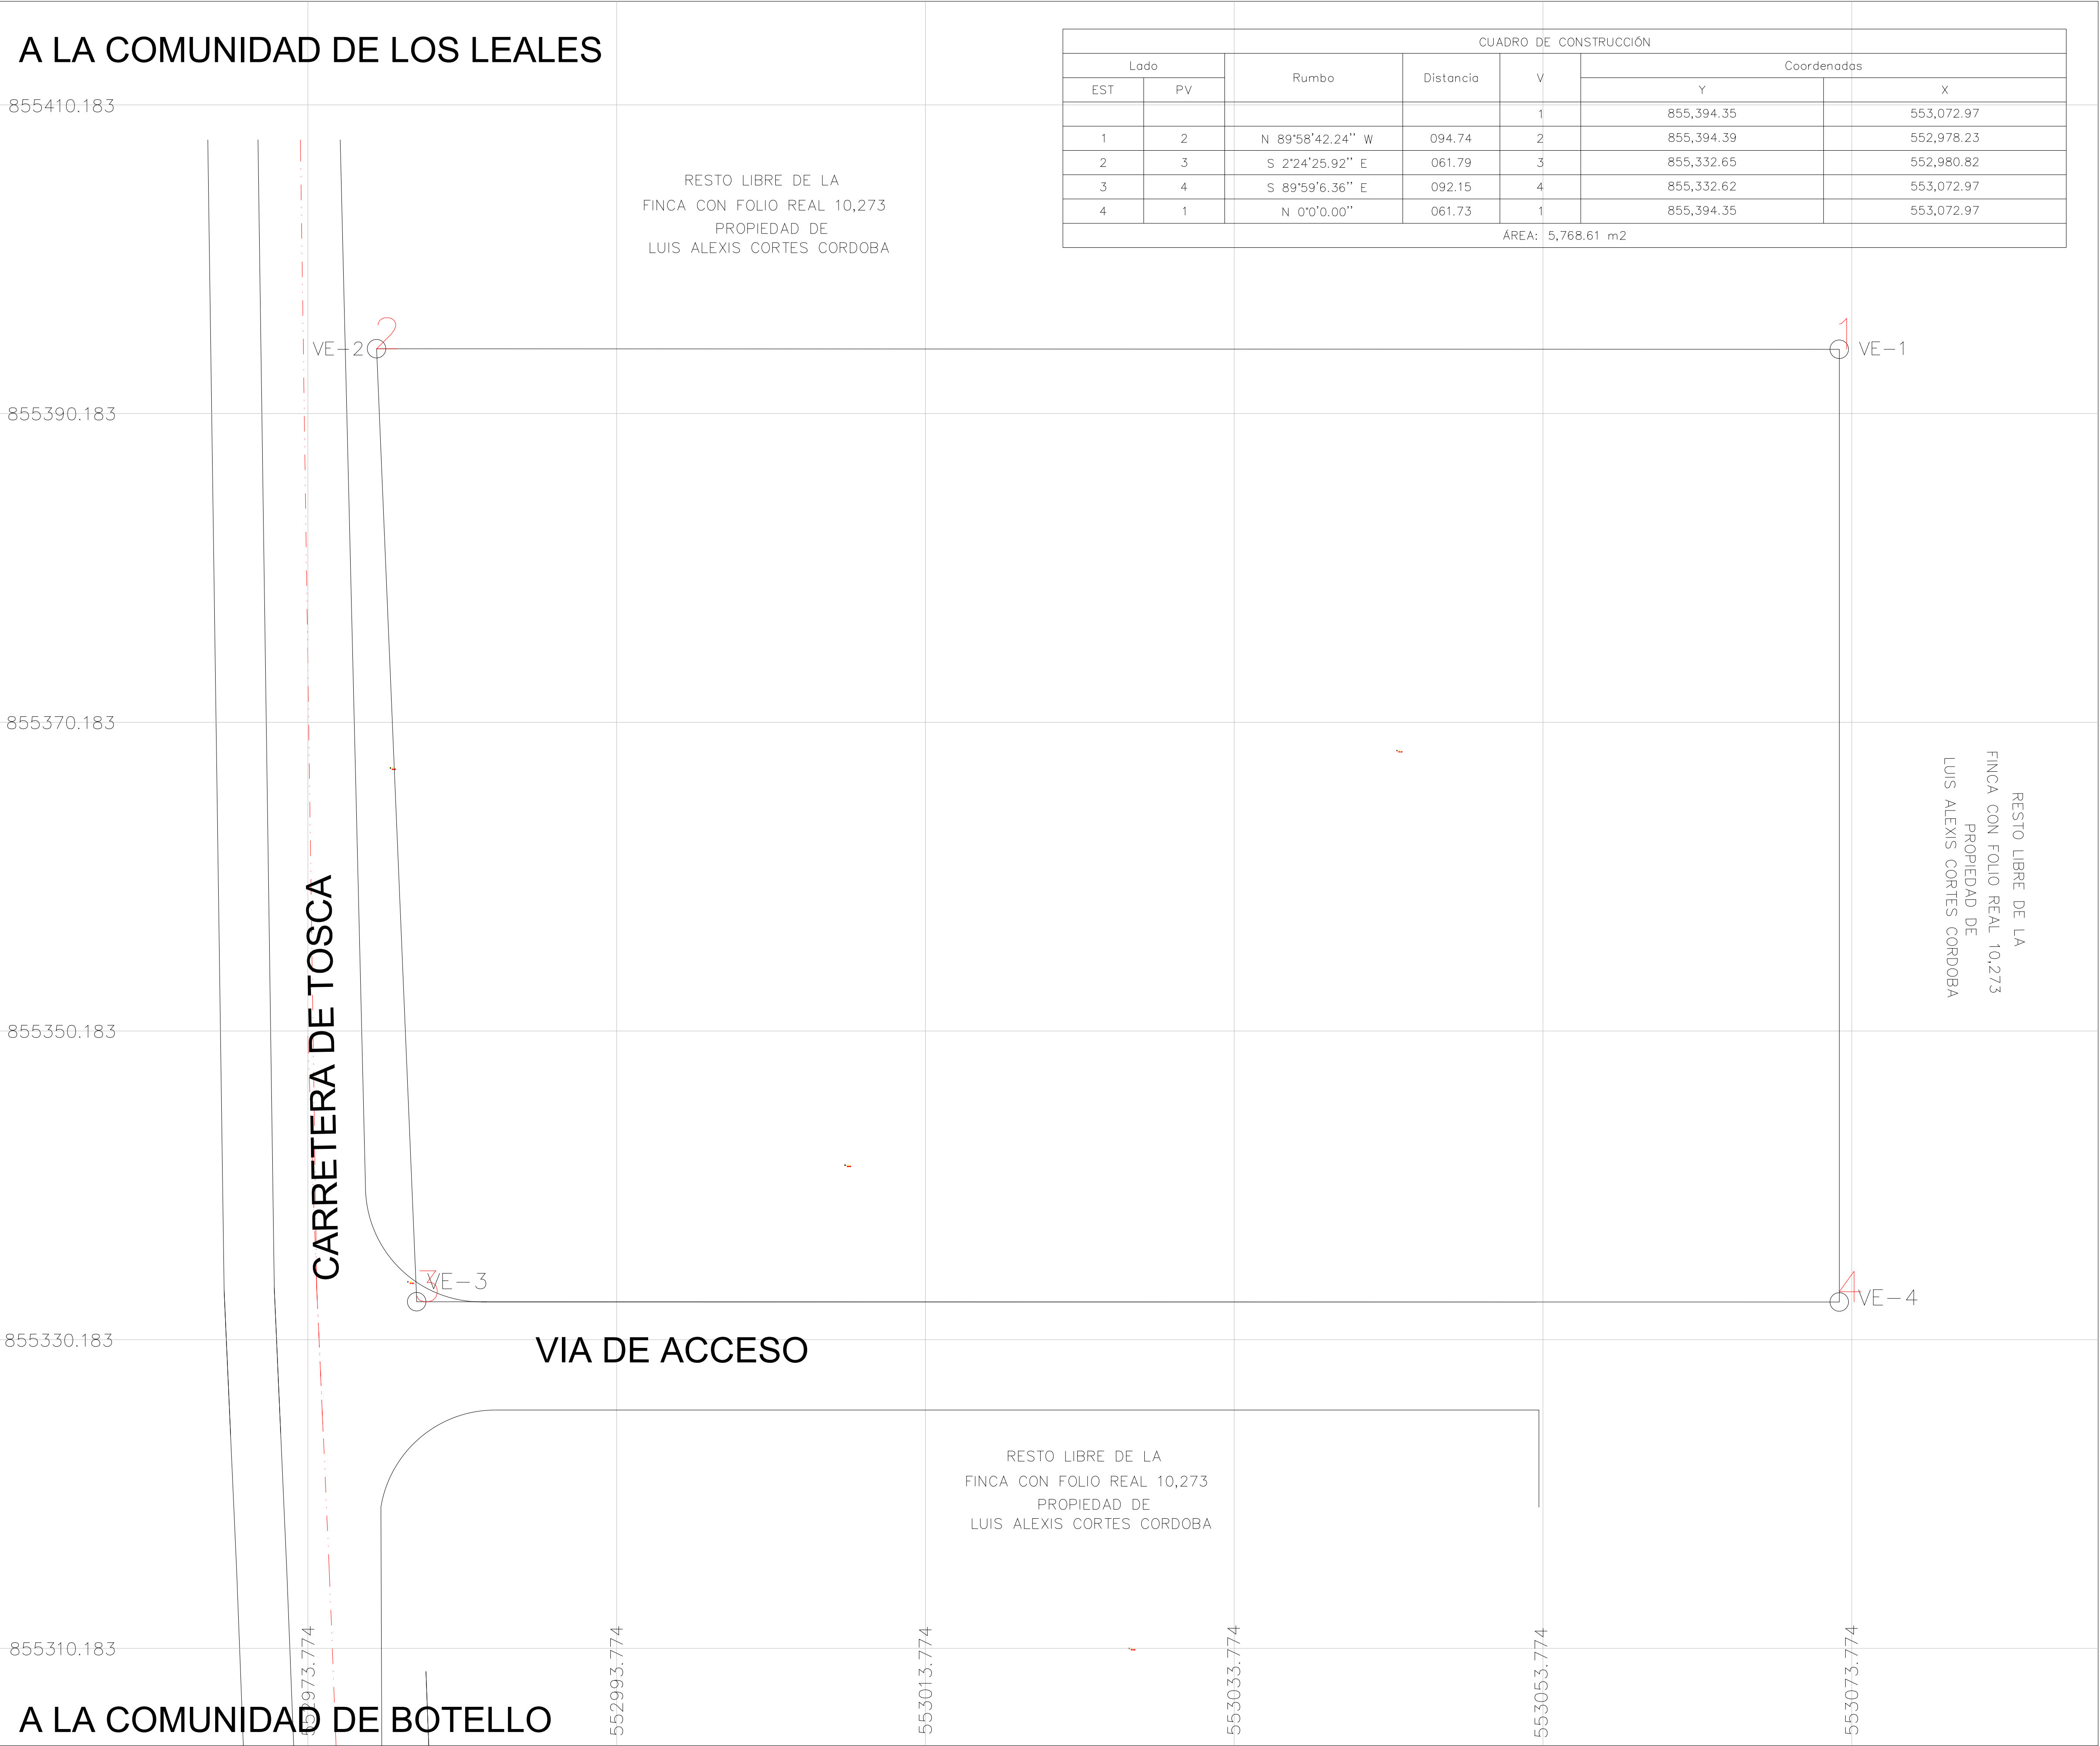 A LA COMUNIDAD DE LOS LEALES
CUADRO DE CONSTRUCCIÓN
Lado Rumbo Distancia V Coordenadas
EST PV Y X
1 855,394.35 553,072.97
1 2 N 89°58'42.24'' W 094.74 2 855,394.39 552,978.23
2 3 S 2°24'25.92'' E 061.79 3 855,332.65 552,980.82
3 4 S 89°59'6.36'' E 092.15 4 855,332.62 553,072.97
4 1 N 0°0'0.00'' 061.73 1 855,394.35 553,072.97
ÁREA: 5,768.61 m2
855410.183
RESTO LIBRE DE LA
FINCA CON FOLIO REAL 10,273
PROPIEDAD DE
LUIS ALEXIS CORTES CORDOBA
2
VE-2
1
VE-1
855390.183
855370.183
RESTO LIBRE DE LA
FINCA CON FOLIO REAL 10,273
PROPIEDAD DE
LUIS ALEXIS CORTES CORDOBA
CARRETERA DE TOSCA
855350.183
3
VE-3
4
VE-4
855330.183
VIA DE ACCESO
RESTO LIBRE DE LA
FINCA CON FOLIO REAL 10,273
PROPIEDAD DE
LUIS ALEXIS CORTES CORDOBA
855310.183
552973.774
552993.774
553013.774
553033.774
553053.774
553073.774
A LA COMUNIDAD DE BOTELLO